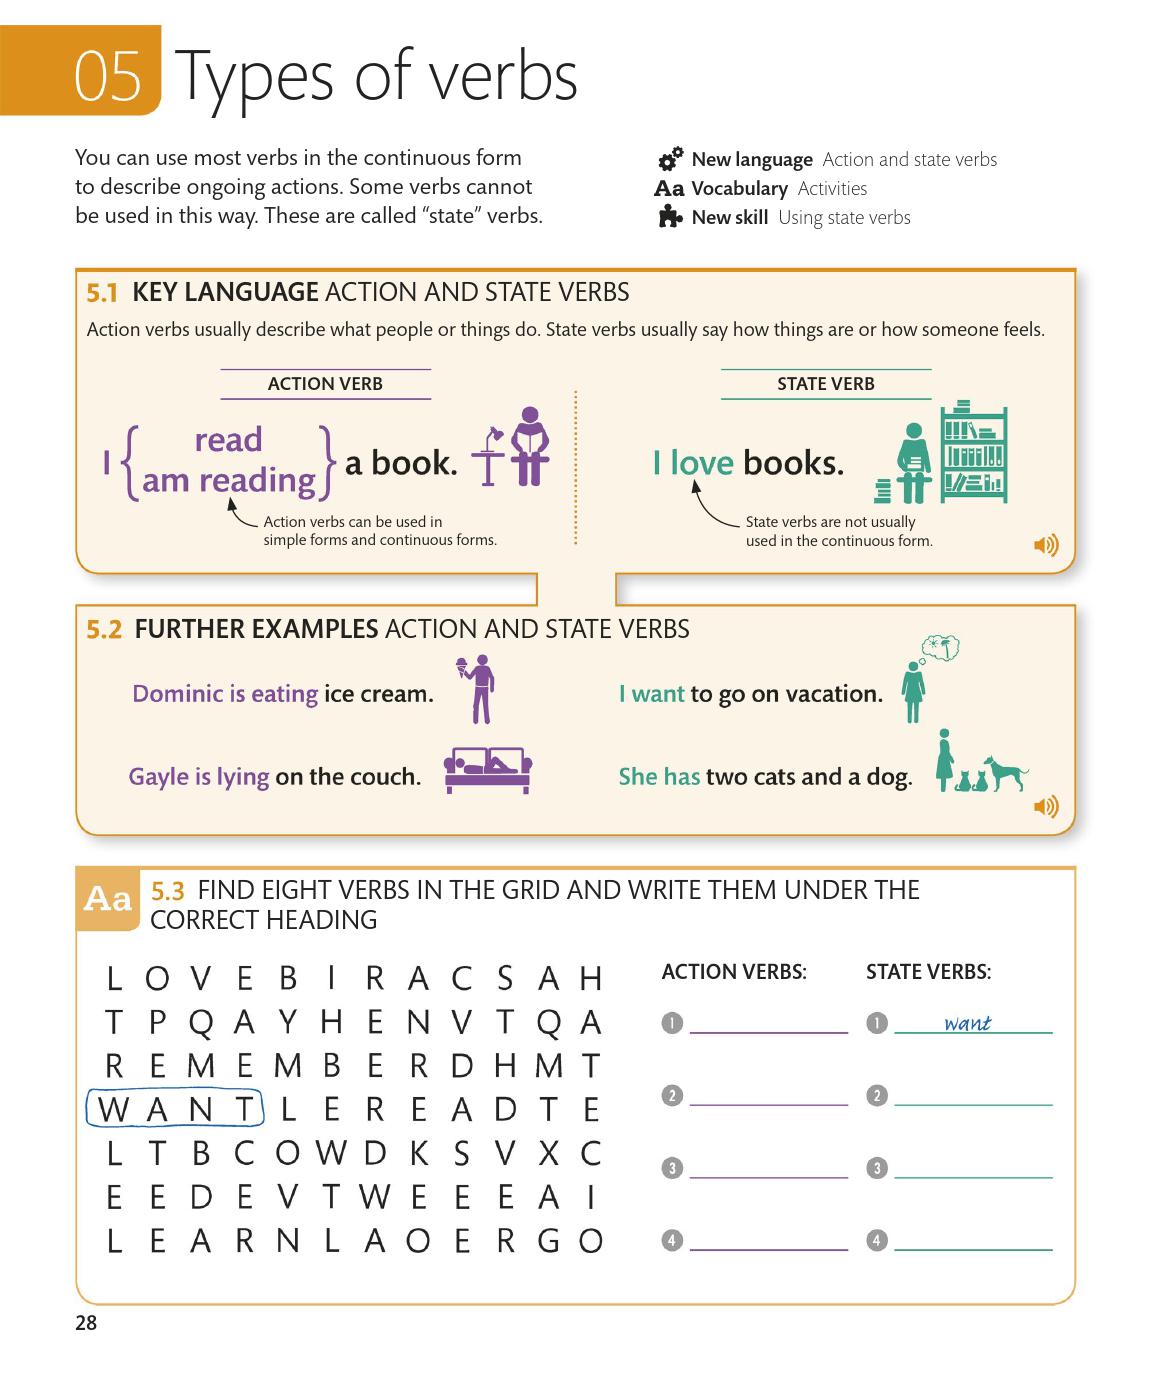 05 Types of verbs
You can use most verbs in the continuous form
to describe ongoing actions. Some verbs cannot
be used in this way. These are called “state” verbs.
New language Action and state verbs
Aa Vocabulary Activities
New skill Using state verbs
5.1 KEY LANGUAGE ACTION AND STATE VERBS
Action verbs usually describe what people or things do. State verbs usually say how things are or how someone feels.
ACTION VERB
I { read
am reading } a book.
Action verbs can be used in
simple forms and continuous forms.
STATE VERB
I love books.
State verbs are not usually
used in the continuous form.
5.2 FURTHER EXAMPLES ACTION AND STATE VERBS
Dominic is eating ice cream.
I want to go on vacation.
Gayle is lying on the couch.
She has two cats and a dog.
Aa 5.3 FIND EIGHT VERBS IN THE GRID AND WRITE THEM UNDER THE
CORRECT HEADING
L O V E B I R A C S A H
T P Q A Y H E N V T Q A
R E M E M B E R D H M T
W A N T L E R E A D T E
L T B C O W D K S V X C
E E D E V T W E E E A I
L E A R N L A O E R G O
ACTION VERBS:
1
2
3
4
STATE VERBS:
1 want
2
3
4
28